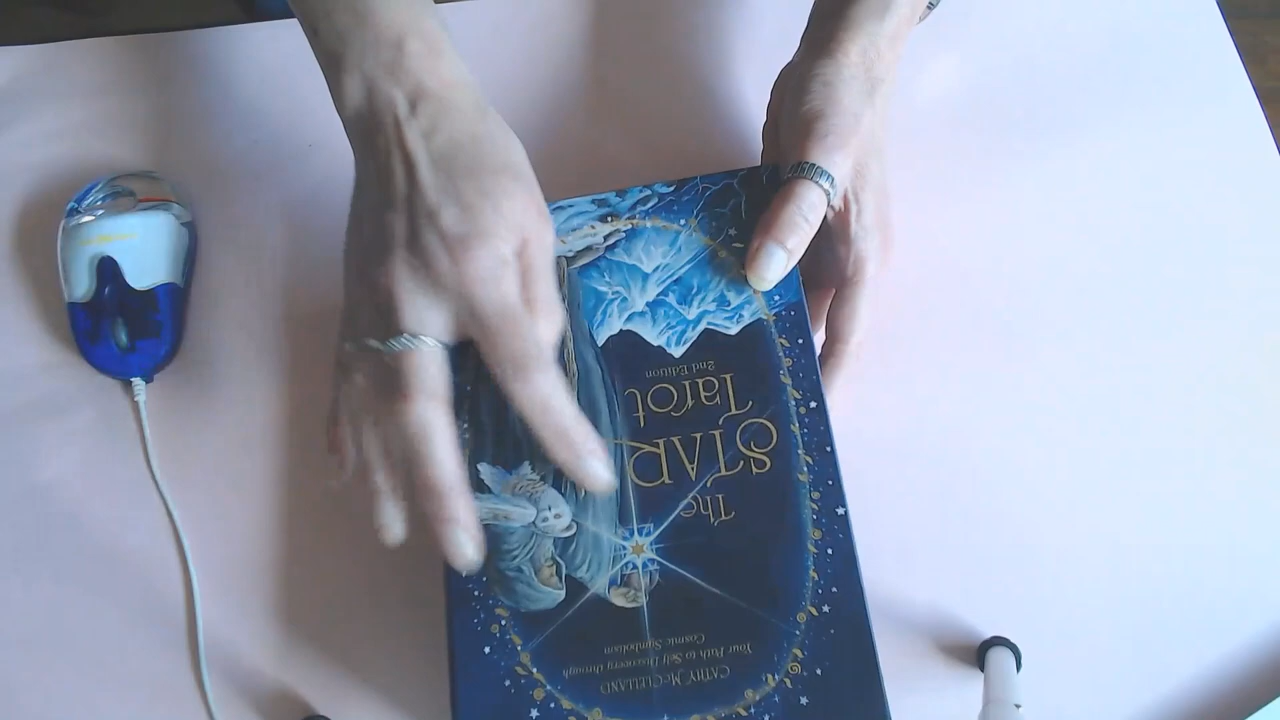 CATHY McCLELLAND
Your Path to Self Discovery through
Cosmic Symbolism
The
STAR
Tarot
2nd Edition